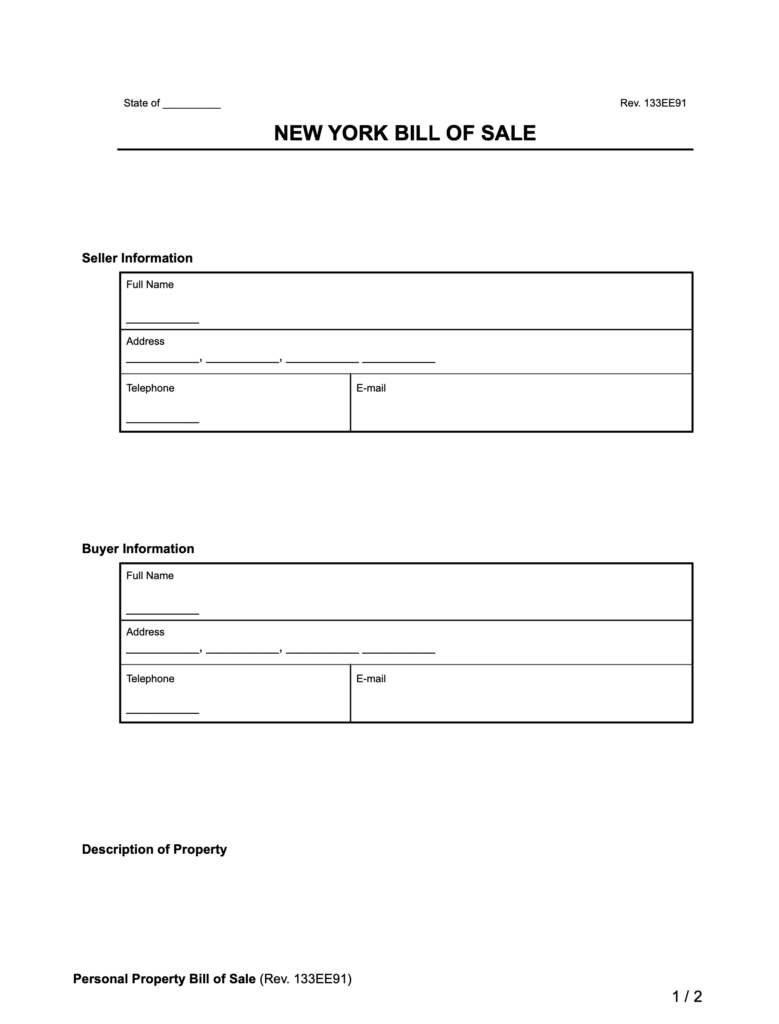 State of __________ Rev. 133EE91
NEW YORK BILL OF SALE
Seller Information
Full Name
____________
Address
____________, ____________, ____________ ____________
Telephone E-mail
____________
Buyer Information
Full Name
____________
Address
____________, ____________, ____________ ____________
Telephone E-mail
____________
Description of Property
Personal Property Bill of Sale (Rev. 133EE91)
1 / 2